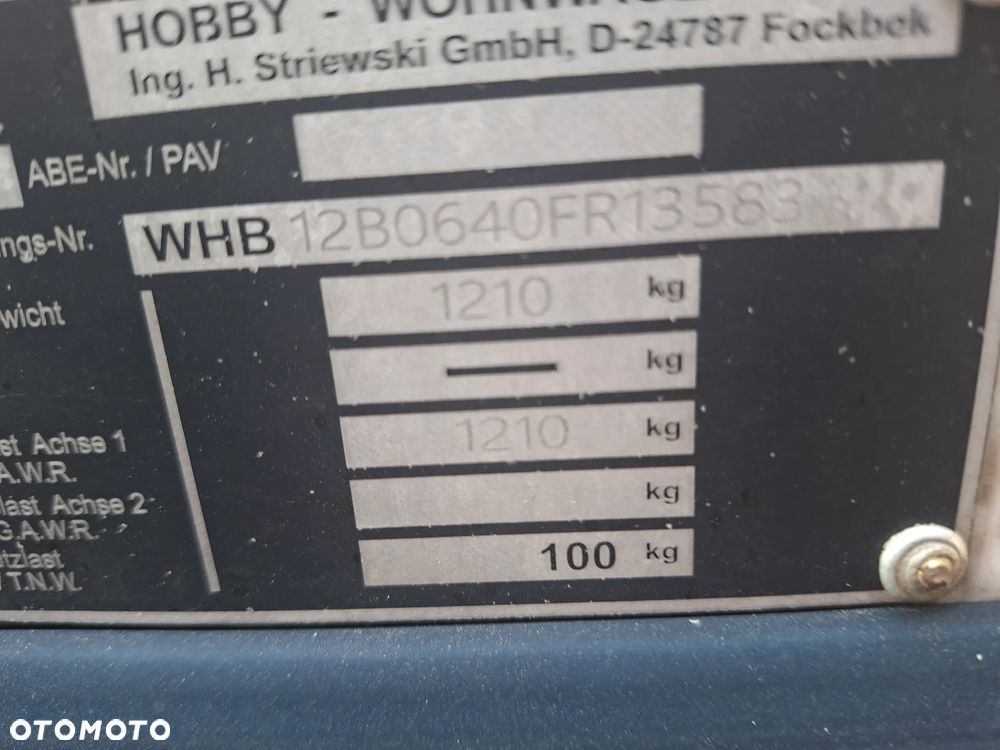 HOBBY - WOHNWAGE
Ing. H. Striewski GmbH, D-24787 Fockbek
ABE-Nr. / PAV
ngs-Nr. WHB 12B0640FR13583
wicht 1210 kg
— kg
st Achse 1 1210 kg
.A.W.R.
last Achse 2 kg
G.A.W.R.
tzlast 100 kg
/ T.N.W.
OTOMOTO